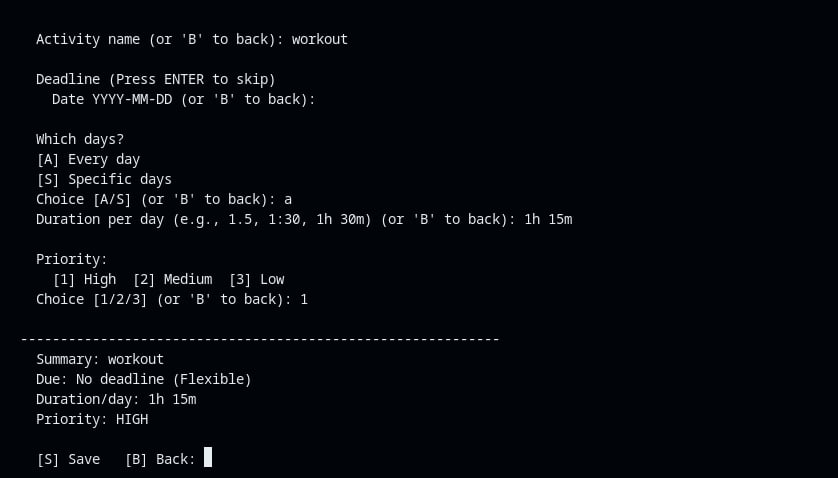 Activity name (or 'B' to back): workout
Deadline (Press ENTER to skip)
Date YYYY-MM-DD (or 'B' to back):
Which days?
[A] Every day
[S] Specific days
Choice [A/S] (or 'B' to back): a
Duration per day (e.g., 1.5, 1:30, 1h 30m) (or 'B' to back): 1h 15m
Priority:
[1] High  [2] Medium  [3] Low
Choice [1/2/3] (or 'B' to back): 1
------------------------------------------------------------
Summary: workout
Due: No deadline (Flexible)
Duration/day: 1h 15m
Priority: HIGH
[S] Save   [B] Back: